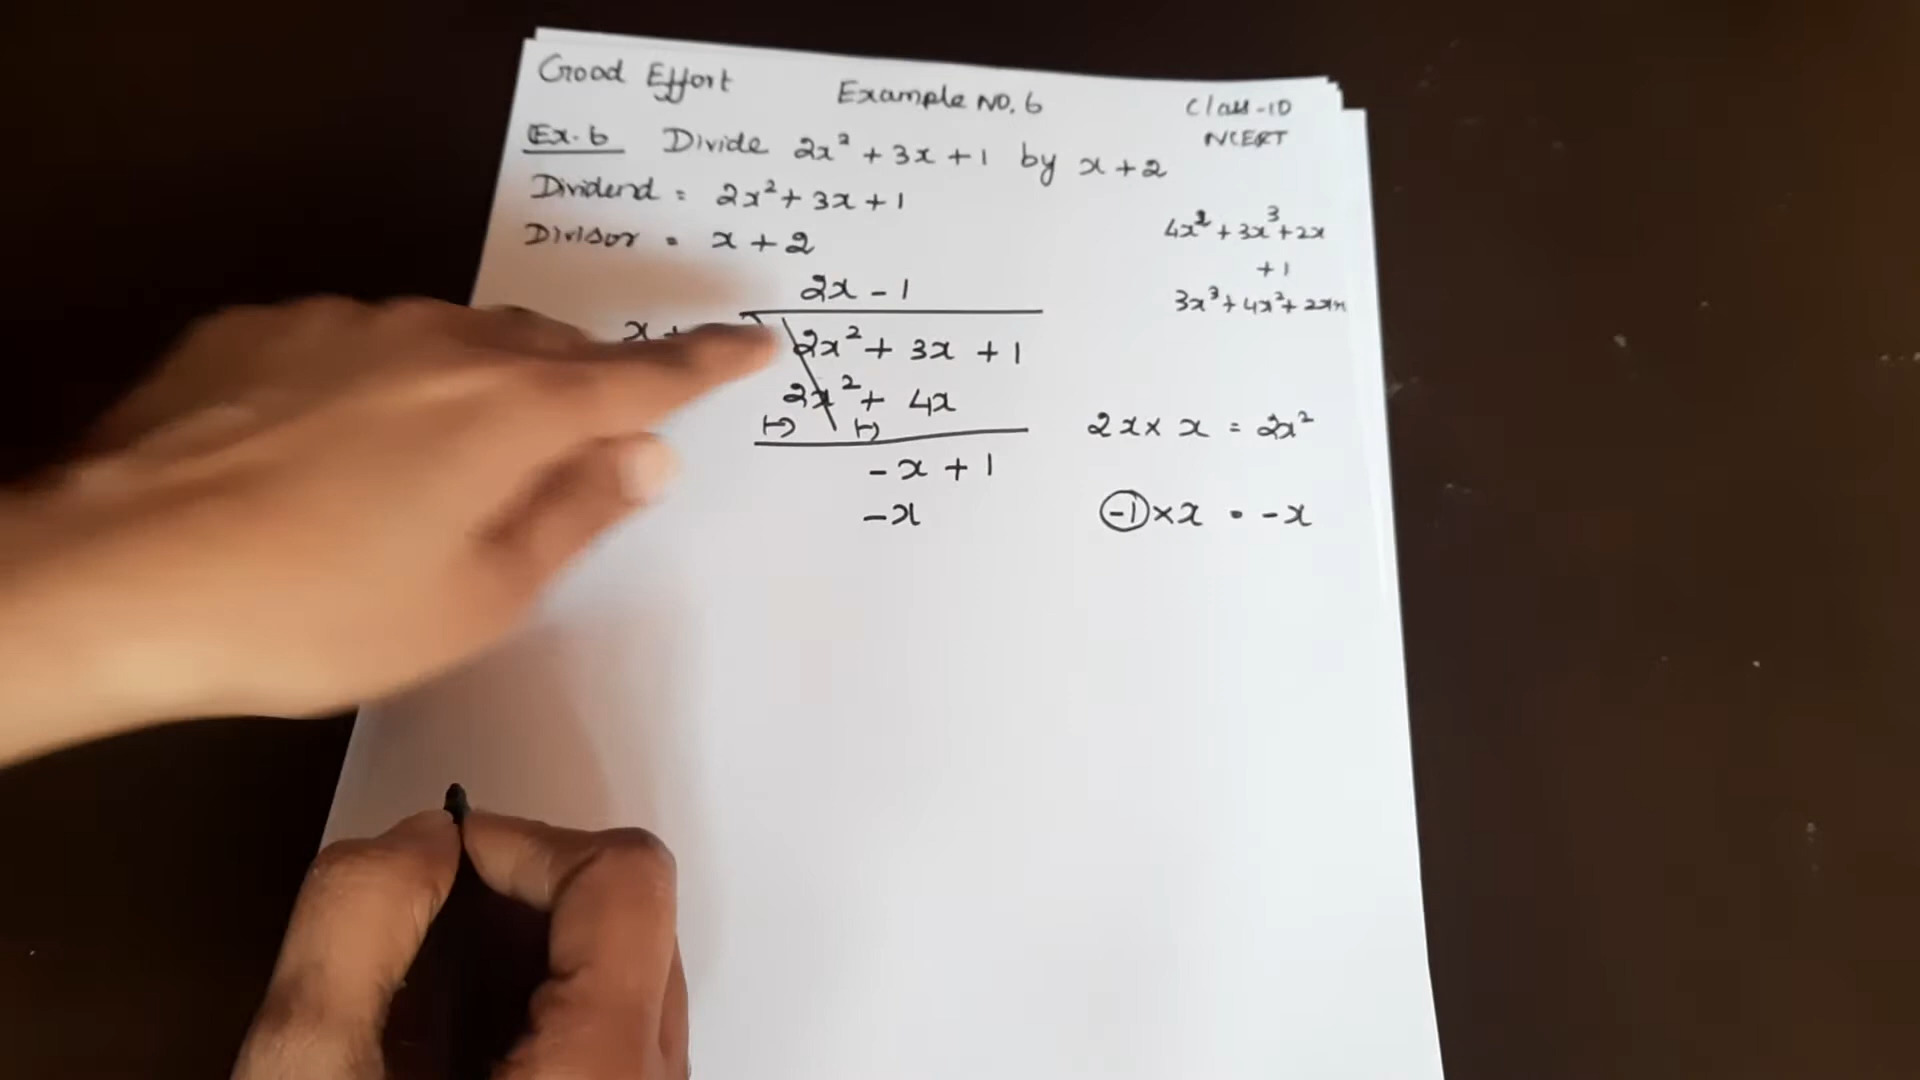 Good Effort Example NO. 6 Class-10
NCERT
Ex. 6 Divide 2x² + 3x + 1 by x + 2
Dividend = 2x² + 3x + 1
Divisor = x + 2
4x² + 3x³ + 2x
+ 1
3x³ + 4x² + 2x+1
2x - 1
x +
2x² + 3x + 1
2x² + 4x
(-) (-)
2x × x = 2x²
- x + 1
- x
-1 × x = - x